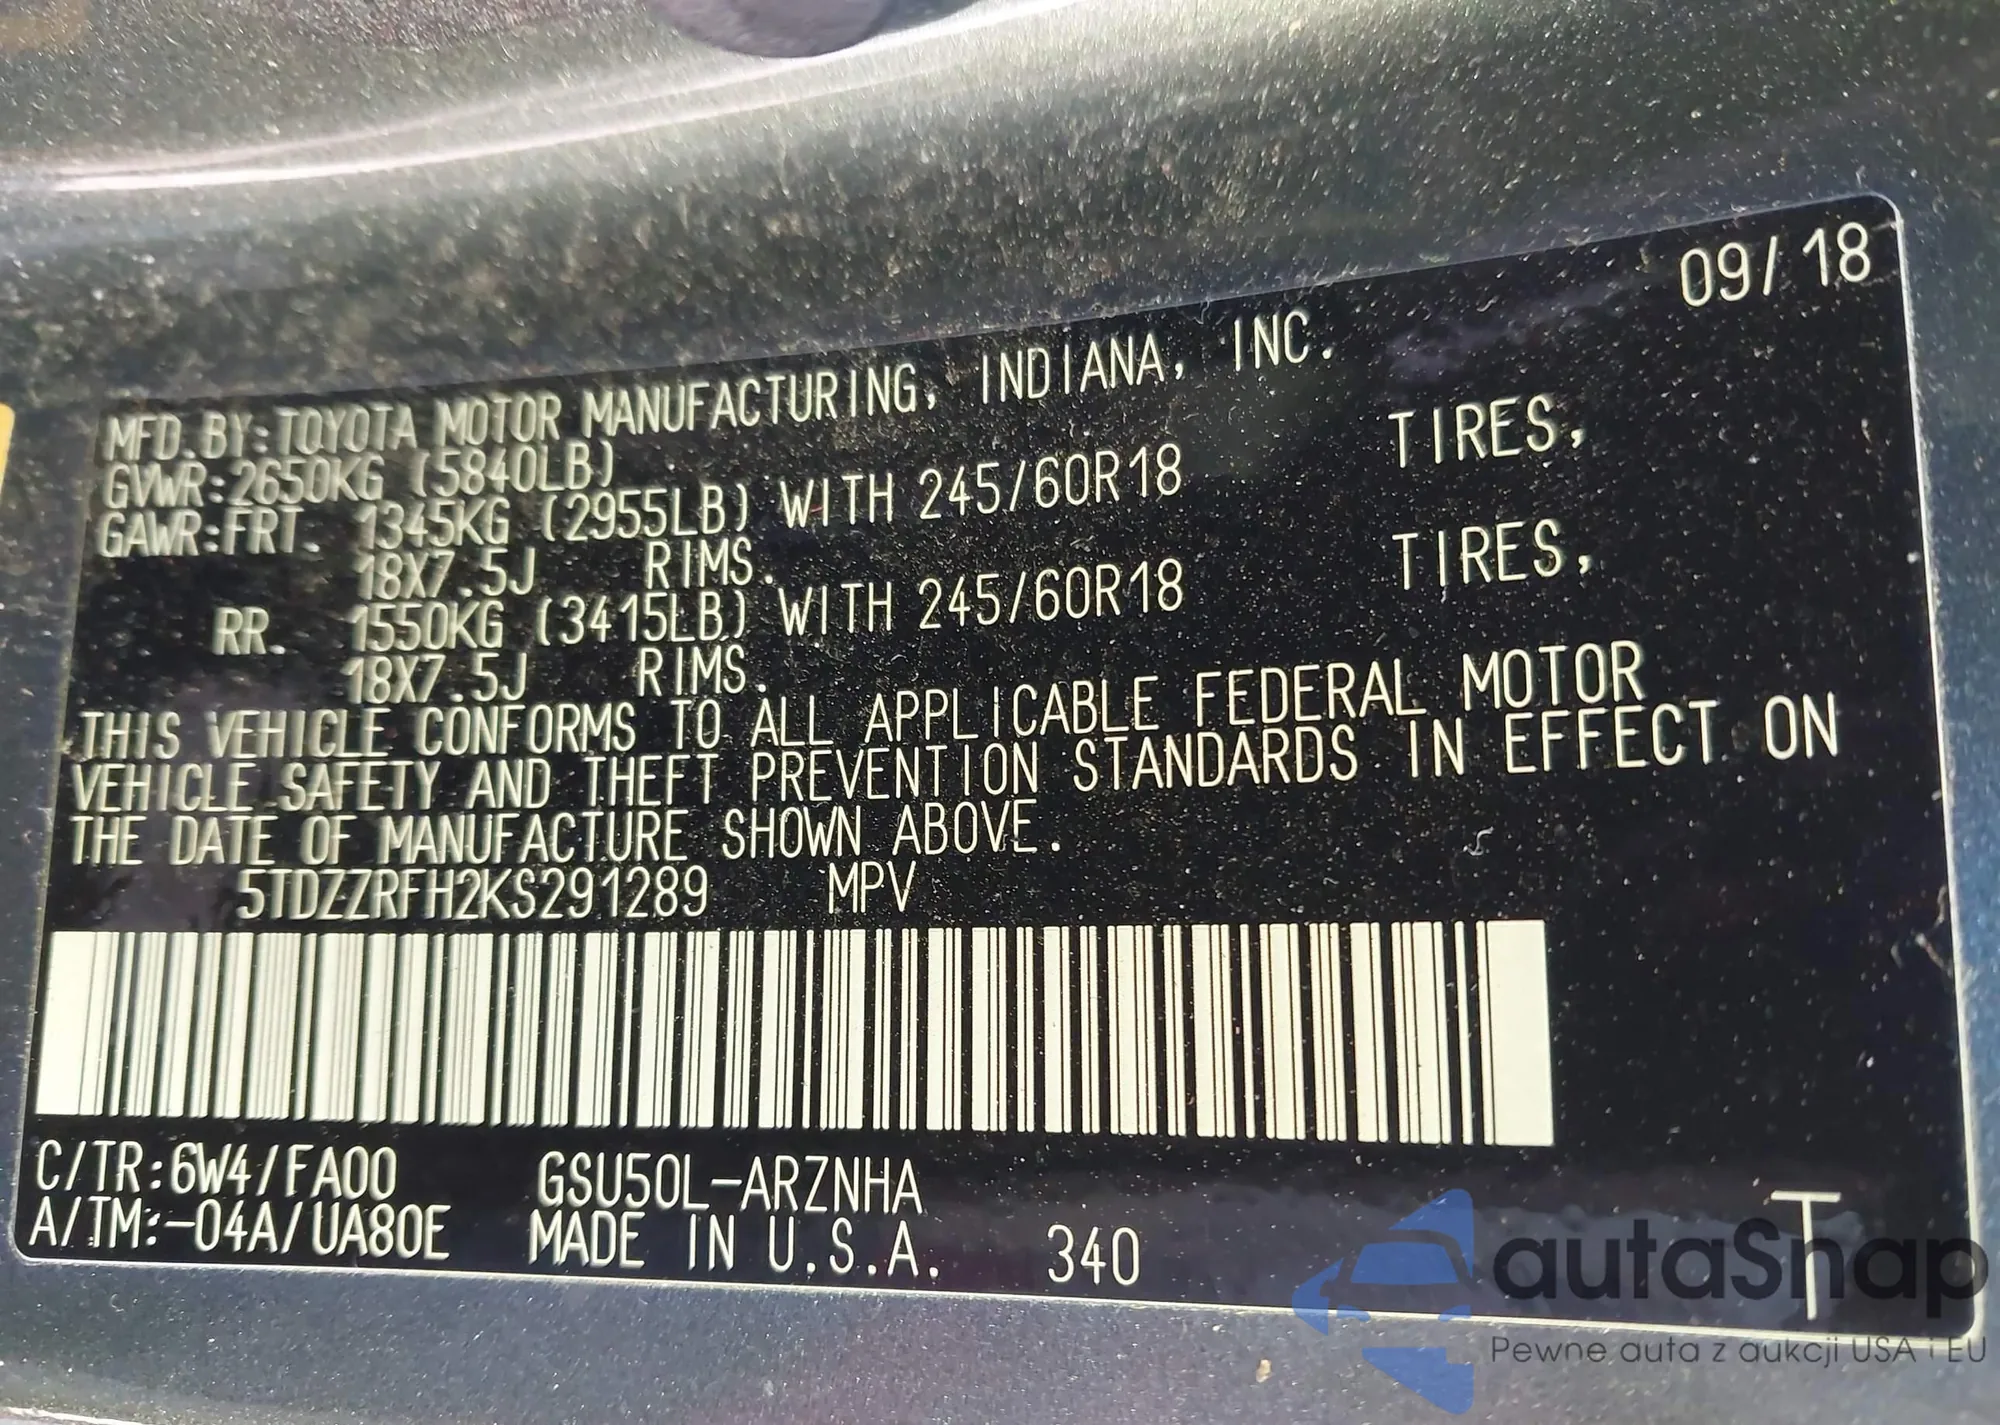 09/18
MFD.BY:TOYOTA MOTOR MANUFACTURING, INDIANA, INC.
GVWR:2650KG (5840LB)
GAWR:FRT. 1345KG (2955LB) WITH 245/60R18 TIRES,
18X7.5J RIMS.
RR. 1550KG (3415LB) WITH 245/60R18 TIRES,
18X7.5J RIMS.
THIS VEHICLE CONFORMS TO ALL APPLICABLE FEDERAL MOTOR
VEHICLE SAFETY AND THEFT PREVENTION STANDARDS IN EFFECT ON
THE DATE OF MANUFACTURE SHOWN ABOVE.
5TDZZRFH2KS291289 MPV
C/TR:6W4/FA00 GSU50L-ARZNHA
A/TM:-04A/UA80E MADE IN U.S.A. 340
T
autaSnap
Pewne auta z aukcji USA i EU